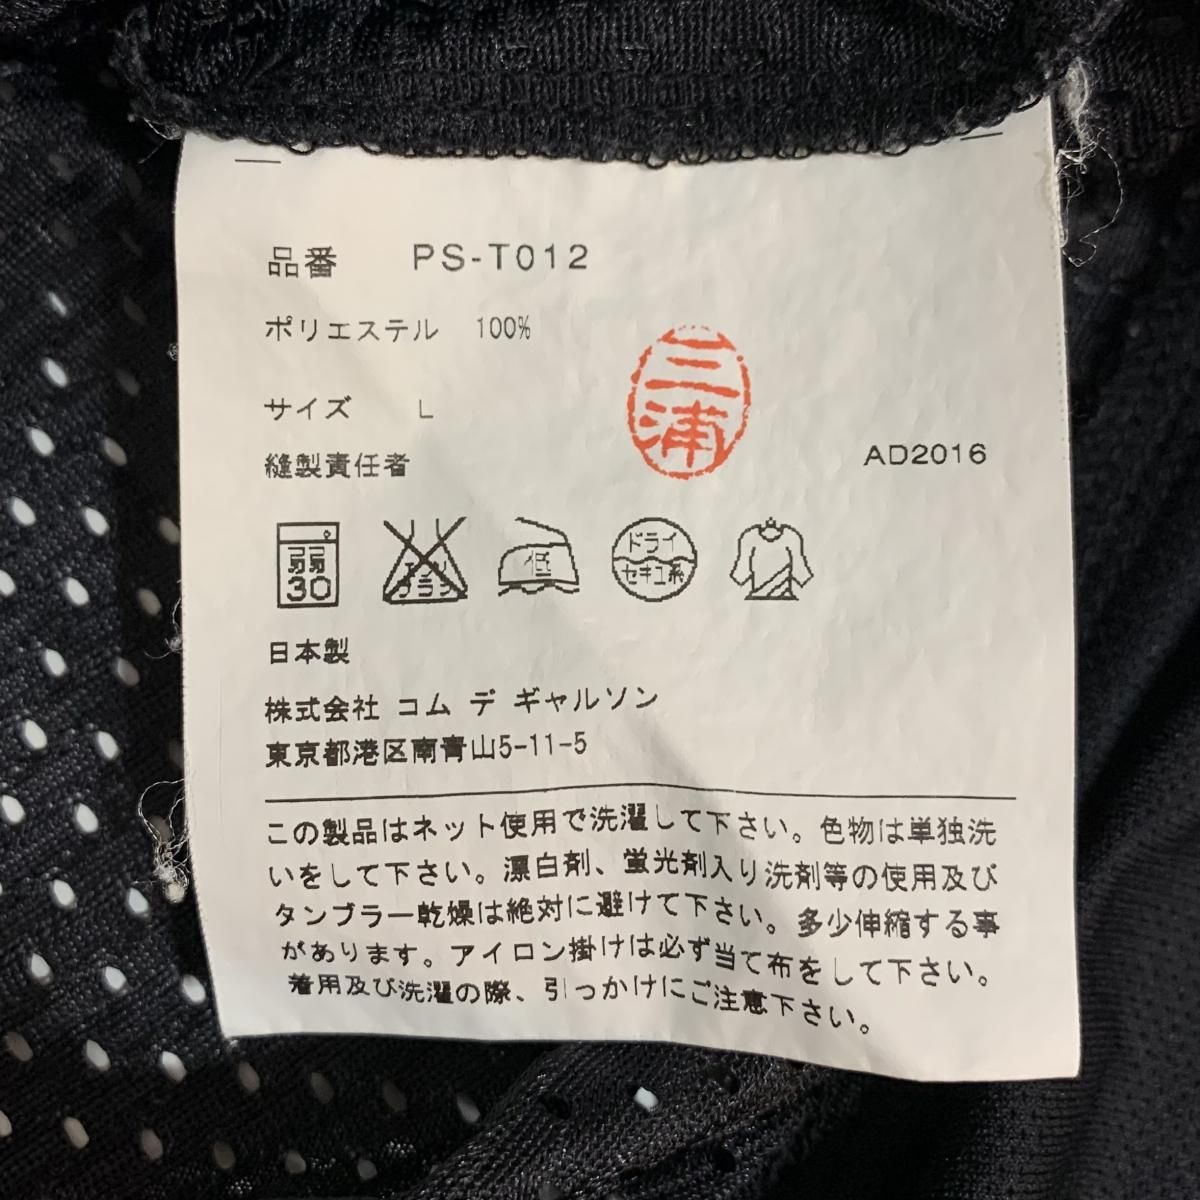 品番 PS-T012
ポリエステル 100%
サイズ L
三浦
縫製責任者
AD2016
弱
30
エンソ
サラシ
低
ドライ
セキユ系
日本製
株式会社 コム デ ギャルソン
東京都港区南青山5-11-5
この製品はネット使用で洗濯して下さい。色物は単独洗
いをして下さい。漂白剤、蛍光剤入り洗剤等の使用及び
タンブラー乾燥は絶対に避けて下さい。多少伸縮する事
があります。アイロン掛けは必ず当て布をして下さい。
着用及び洗濯の際、引っかけにご注意下さい。